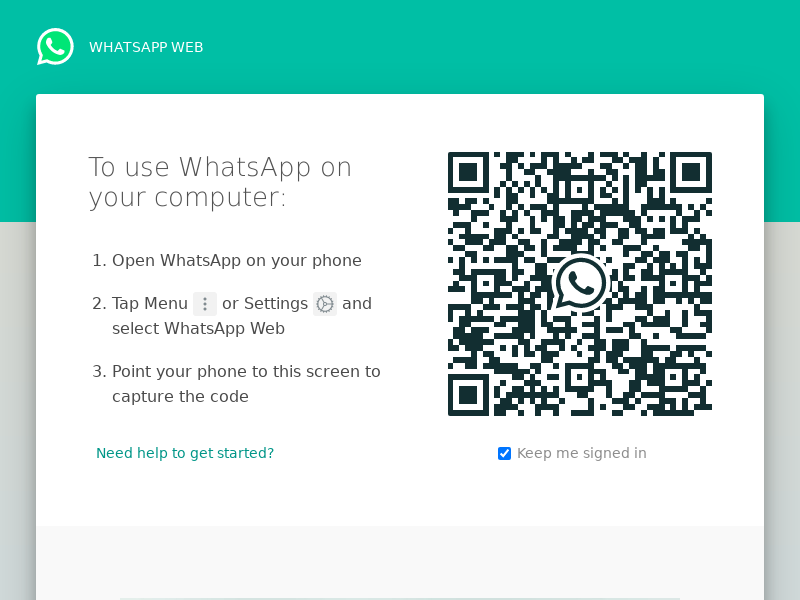 WHATSAPP WEB
To use WhatsApp on
your computer:
1. Open WhatsApp on your phone
2. Tap Menu or Settings and
select WhatsApp Web
3. Point your phone to this screen to
capture the code
Need help to get started?
Keep me signed in